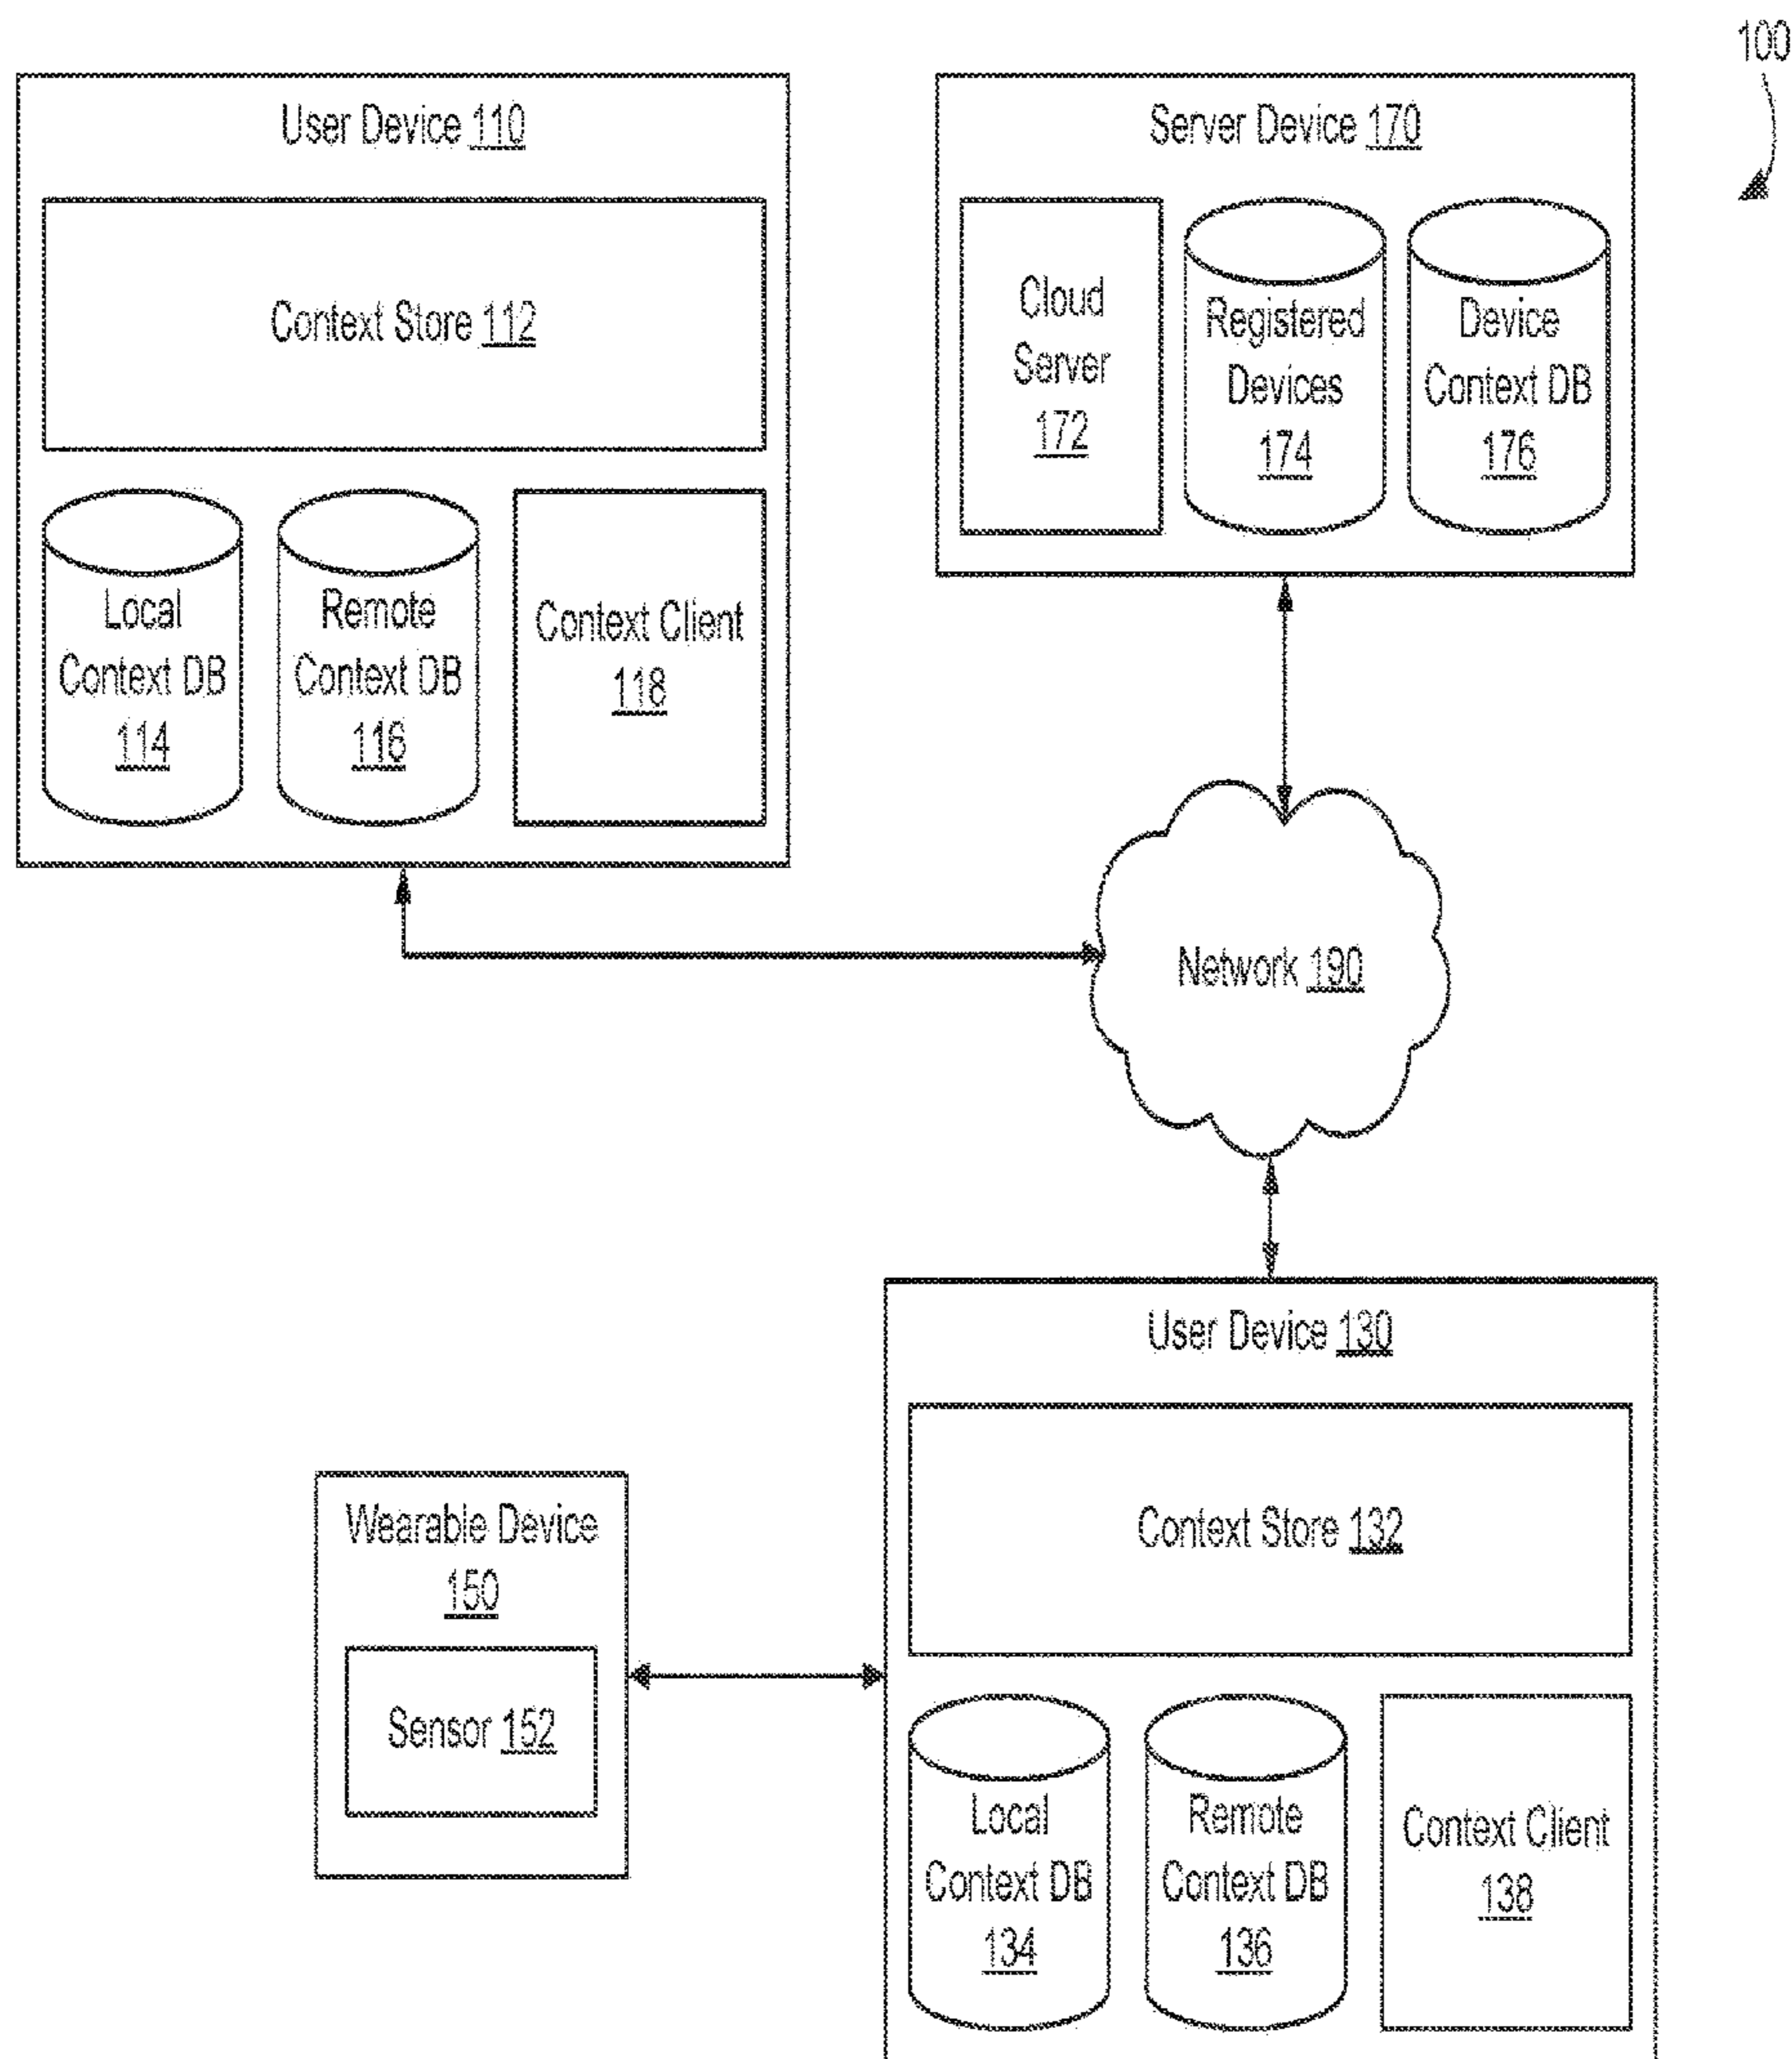 100
User Device 110
Context Store 112
Local
Context DB
114
Remote
Context DB
116
Context Client
118
Server Device 170
Cloud
Server
172
Registered
Devices
174
Device
Context DB
176
Network 190
User Device 130
Context Store 132
Local
Context DB
134
Remote
Context DB
136
Context Client
138
Wearable Device
150
Sensor 152